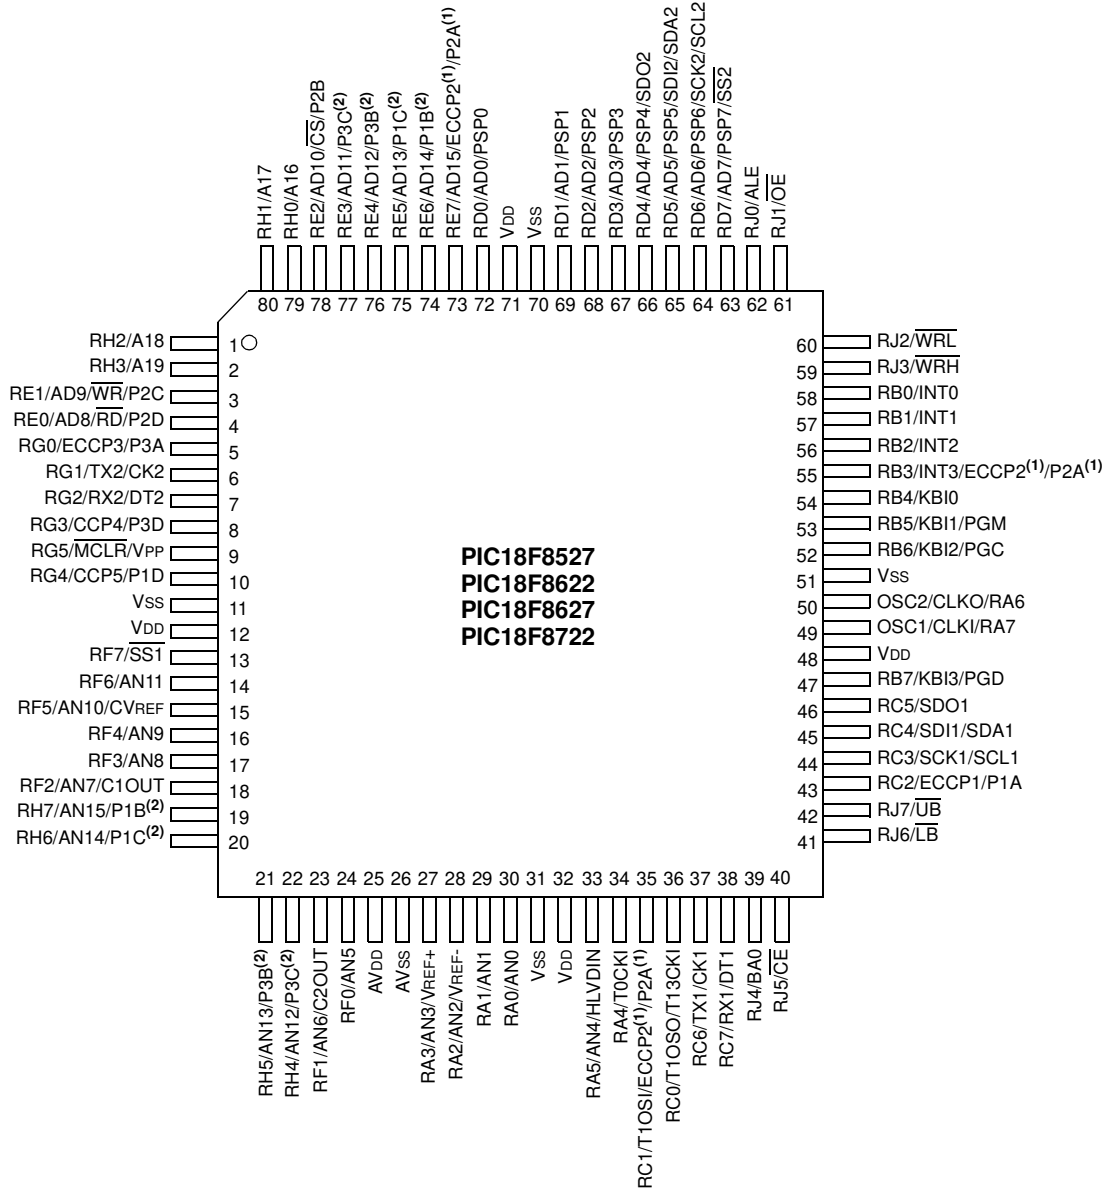 RH1/A17
RH0/A16
RE2/AD10/C̅S̅/P2B
RE3/AD11/P3C(2)
RE4/AD12/P3B(2)
RE5/AD13/P1C(2)
RE6/AD14/P1B(2)
RE7/AD15/ECCP2(1)/P2A(1)
RD0/AD0/PSP0
VDD
VSS
RD1/AD1/PSP1
RD2/AD2/PSP2
RD3/AD3/PSP3
RD4/AD4/PSP4/SDO2
RD5/AD5/PSP5/SDI2/SDA2
RD6/AD6/PSP6/SCK2/SCL2
RD7/AD7/PSP7/S̅S̅2̅
RJ0/ALE
RJ1/O̅E̅
80 79 78 77 76 75 74 73 72 71 70 69 68 67 66 65 64 63 62 61
RH2/A18 1
RH3/A19 2
RE1/AD9/W̅R̅/P2C 3
RE0/AD8/R̅D̅/P2D 4
RG0/ECCP3/P3A 5
RG1/TX2/CK2 6
RG2/RX2/DT2 7
RG3/CCP4/P3D 8
RG5/M̅C̅L̅R̅/VPP 9
RG4/CCP5/P1D 10
VSS 11
VDD 12
RF7/S̅S̅1̅ 13
RF6/AN11 14
RF5/AN10/CVREF 15
RF4/AN9 16
RF3/AN8 17
RF2/AN7/C1OUT 18
RH7/AN15/P1B(2) 19
RH6/AN14/P1C(2) 20
PIC18F8527
PIC18F8622
PIC18F8627
PIC18F8722
60 RJ2/W̅R̅L̅
59 RJ3/W̅R̅H̅
58 RB0/INT0
57 RB1/INT1
56 RB2/INT2
55 RB3/INT3/ECCP2(1)/P2A(1)
54 RB4/KBI0
53 RB5/KBI1/PGM
52 RB6/KBI2/PGC
51 VSS
50 OSC2/CLKO/RA6
49 OSC1/CLKI/RA7
48 VDD
47 RB7/KBI3/PGD
46 RC5/SDO1
45 RC4/SDI1/SDA1
44 RC3/SCK1/SCL1
43 RC2/ECCP1/P1A
42 RJ7/U̅B̅
41 RJ6/L̅B̅
21 22 23 24 25 26 27 28 29 30 31 32 33 34 35 36 37 38 39 40
RH5/AN13/P3B(2)
RH4/AN12/P3C(2)
RF1/AN6/C2OUT
RF0/AN5
AVDD
AVSS
RA3/AN3/VREF+
RA2/AN2/VREF-
RA1/AN1
RA0/AN0
VSS
VDD
RA5/AN4/HLVDIN
RA4/T0CKI
RC1/T1OSI/ECCP2(1)/P2A(1)
RC0/T1OSO/T13CKI
RC6/TX1/CK1
RC7/RX1/DT1
RJ4/BA0
RJ5/C̅E̅